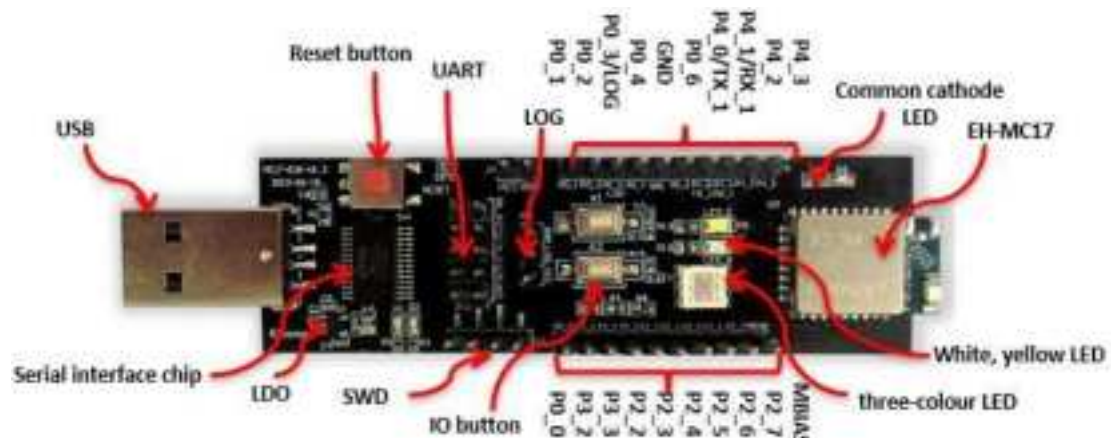 P0_1
P0_2
P0_3/LOG
P0_4
GND
P0_6
P4_0/TX_1
P4_1/RX_1
P4_2
P4_3
Reset button
UART
LOG
Common cathode
LED
EH-MC17
USB
Serial interface chip
LDO
SWD
IO button
P0_0
P3_2
P3_3
P2_2
P2_3
P2_4
P2_5
P2_6
P2_7
MBIAS
three-colour LED
White, yellow LED